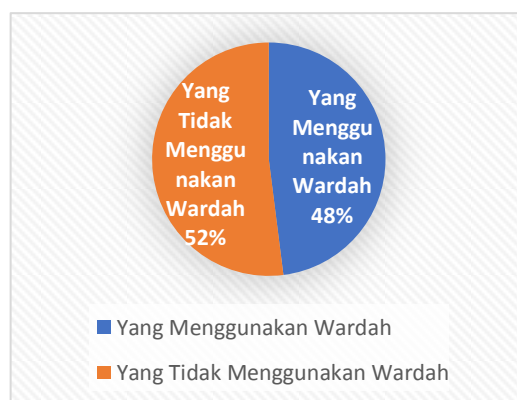 Yang
Tidak
Menggu
nakan
Wardah
52%
Yang
Menggu
nakan
Wardah
48%
Yang Menggunakan Wardah
Yang Tidak Menggunakan Wardah